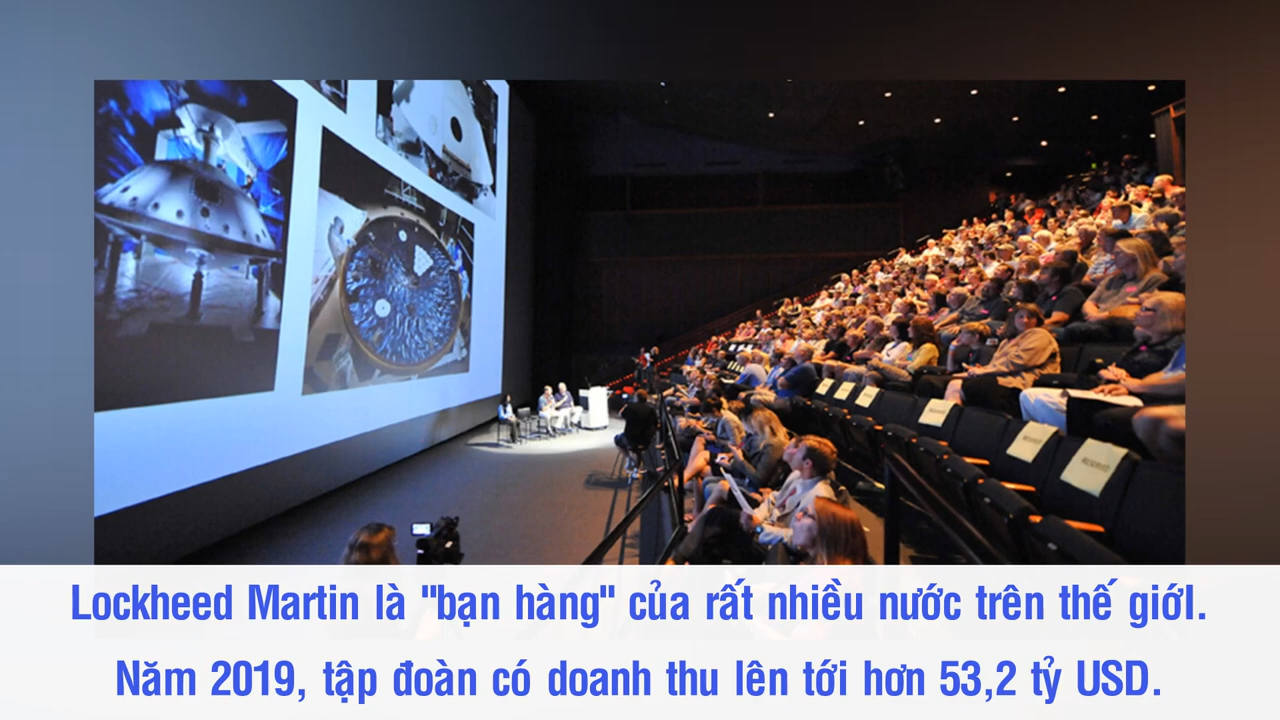 Lockheed Martin là "bạn hàng" của rất nhiều nước trên thế giớI.
Năm 2019, tập đoàn có doanh thu lên tới hơn 53,2 tỷ USD.
RESERVED